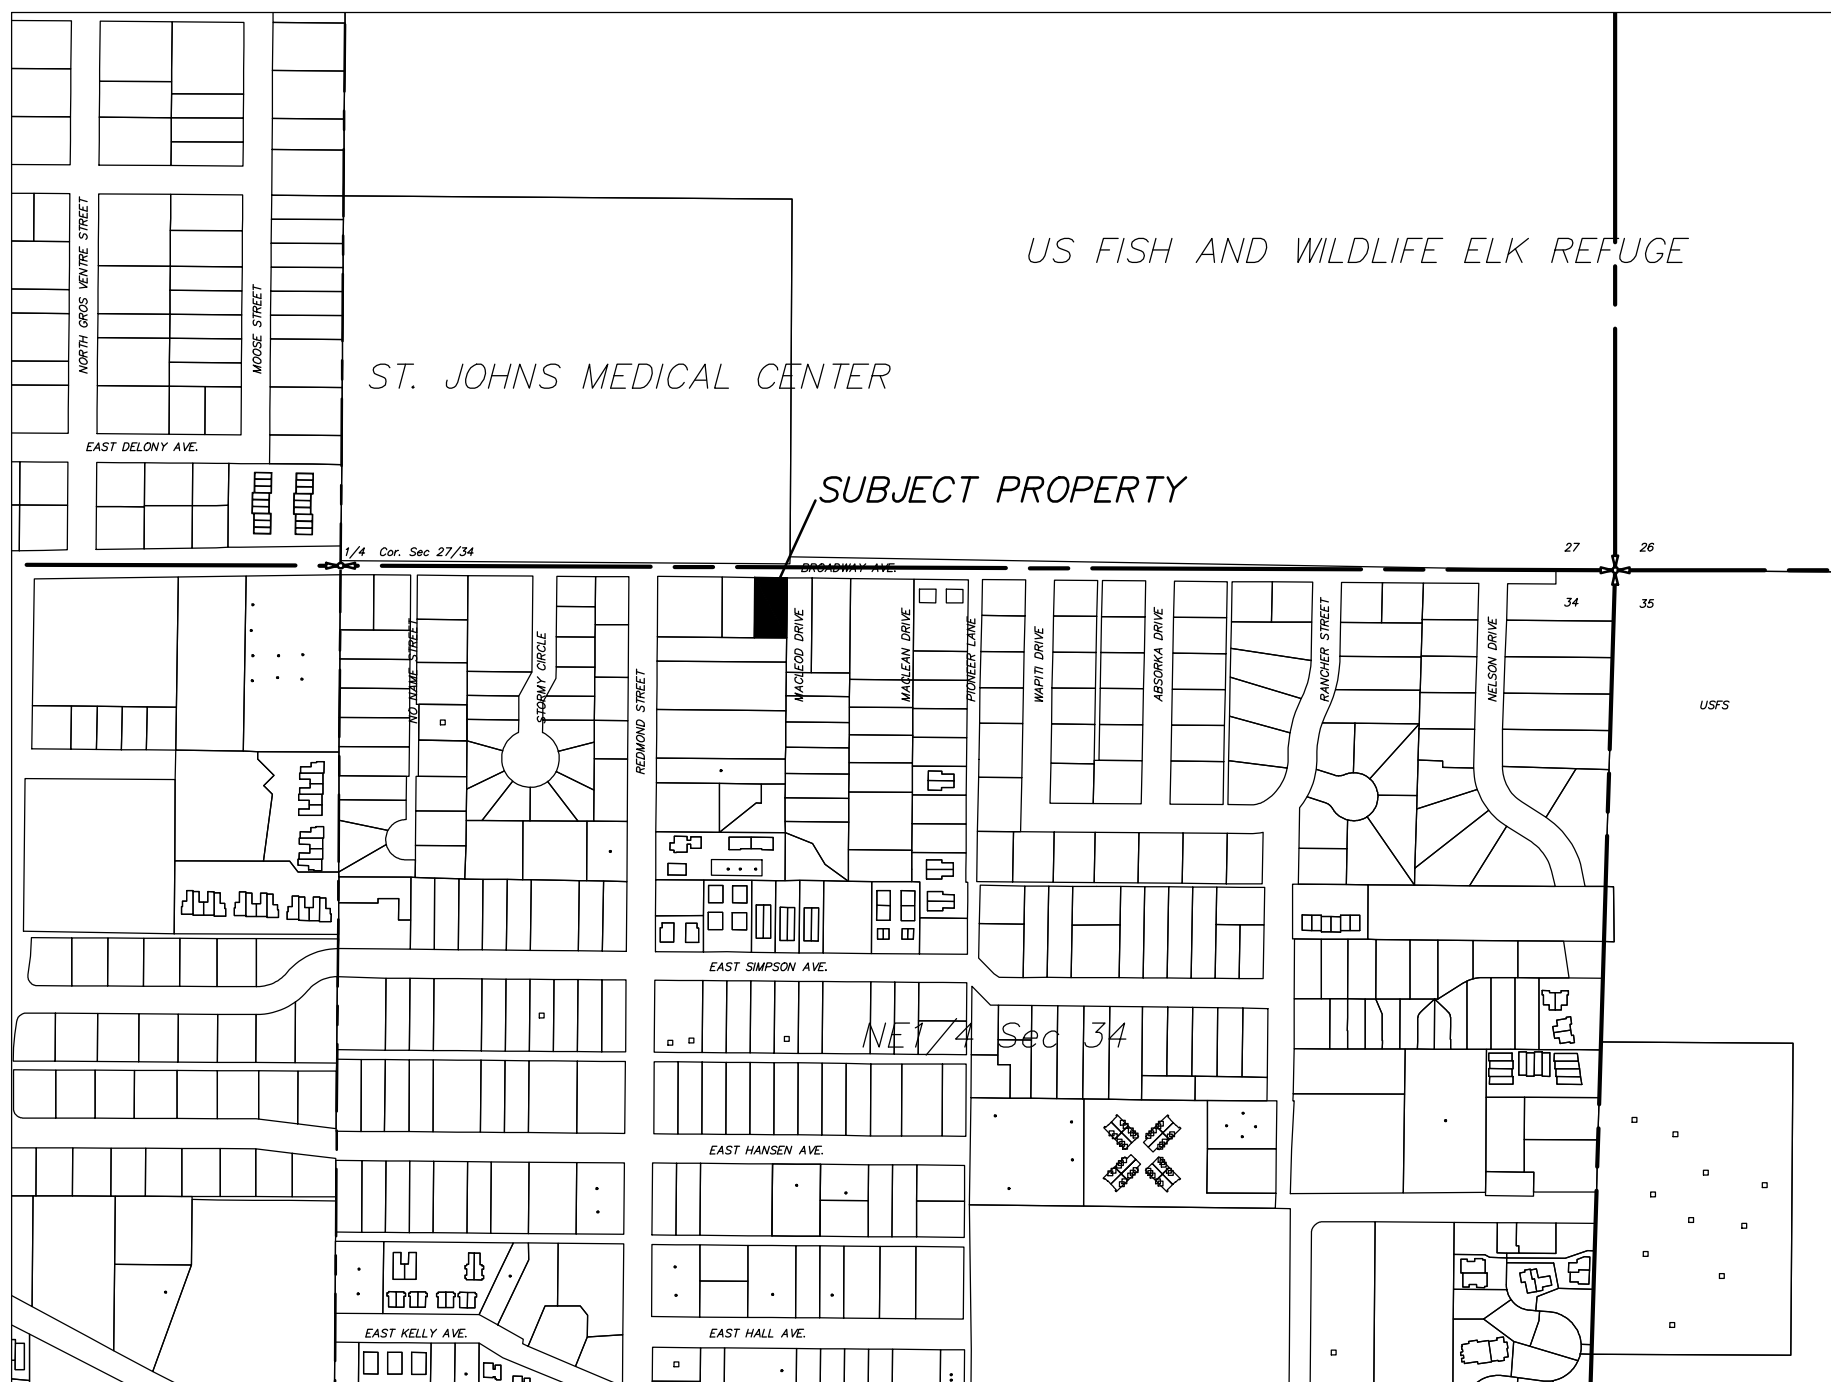 US FISH AND WILDLIFE ELK REFUGE
NORTH GROS VENTRE STREET
MOOSE STREET
ST. JOHNS MEDICAL CENTER
EAST DELONY AVE.
SUBJECT PROPERTY
1/4 Cor. Sec 27/34
27 26
BROADWAY AVE.
34 35
NO NAME STREET
STORMY CIRCLE
REDMOND STREET
MACLEOD DRIVE
MACLEAN DRIVE
PIONEER LANE
WAPITI DRIVE
ABSORKA DRIVE
RANCHER STREET
NELSON DRIVE
USFS
EAST SIMPSON AVE.
NE1/4 Sec 34
EAST HANSEN AVE.
EAST KELLY AVE.
EAST HALL AVE.